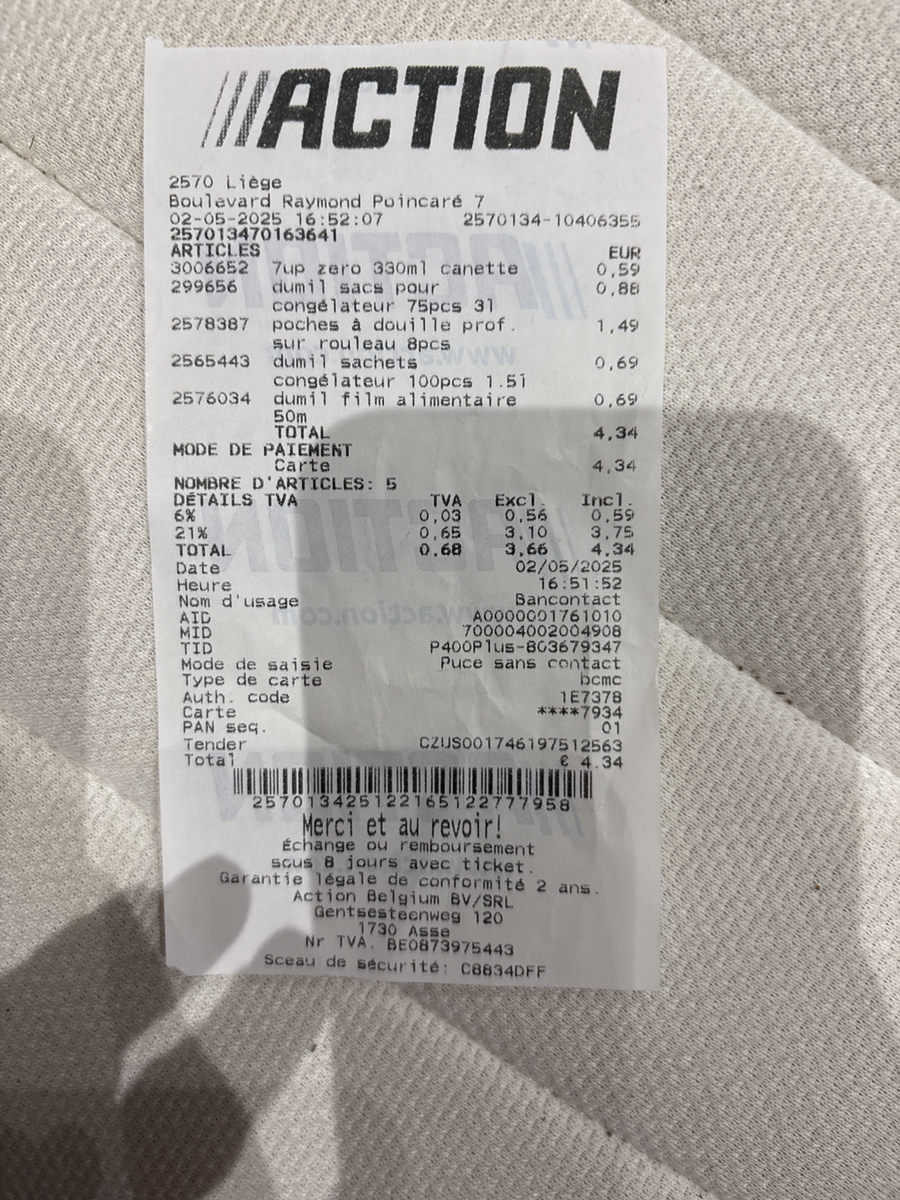 ///ACTION
2570 Liège
Boulevard Raymond Poincaré 7
02-05-2025 16:52:07 2570134-10406355
257013470163641
ARTICLES EUR
3006652 7up zero 330ml canette 0,59
299656 dumil sacs pour 0,88
congélateur 75pcs 3l
2578387 poches à douille prof. 1,49
sur rouleau 8pcs
2565443 dumil sachets 0,69
congélateur 100pcs 1.5l
2576034 dumil film alimentaire 0,69
50m
TOTAL 4,34
MODE DE PAIEMENT
Carte 4,34
NOMBRE D'ARTICLES: 5
DÉTAILS TVA TVA Excl. Incl.
6% 0,03 0,56 0,59
21% 0,65 3,10 3,75
TOTAL 0,68 3,66 4,34
Date 02/05/2025
Heure 16:51:52
Nom d'usage Bancontact
AID A0000001761010
MID 700004002004908
TID P400Plus-803679347
Mode de saisie Puce sans contact
Type de carte bcmc
Auth. code 1E7378
Carte ****7934
PAN seq. 01
Tender CZUS001746197512563
Total € 4.34
2570134251221651227779 58
Merci et au revoir!
Échange ou remboursement
sous 8 jours avec ticket.
Garantie légale de conformité 2 ans.
Action Belgium BV/SRL
Gentsesteenweg 120
1730 Asse
Nr TVA. BE0873975443
Sceau de sécurité: C8834DFF